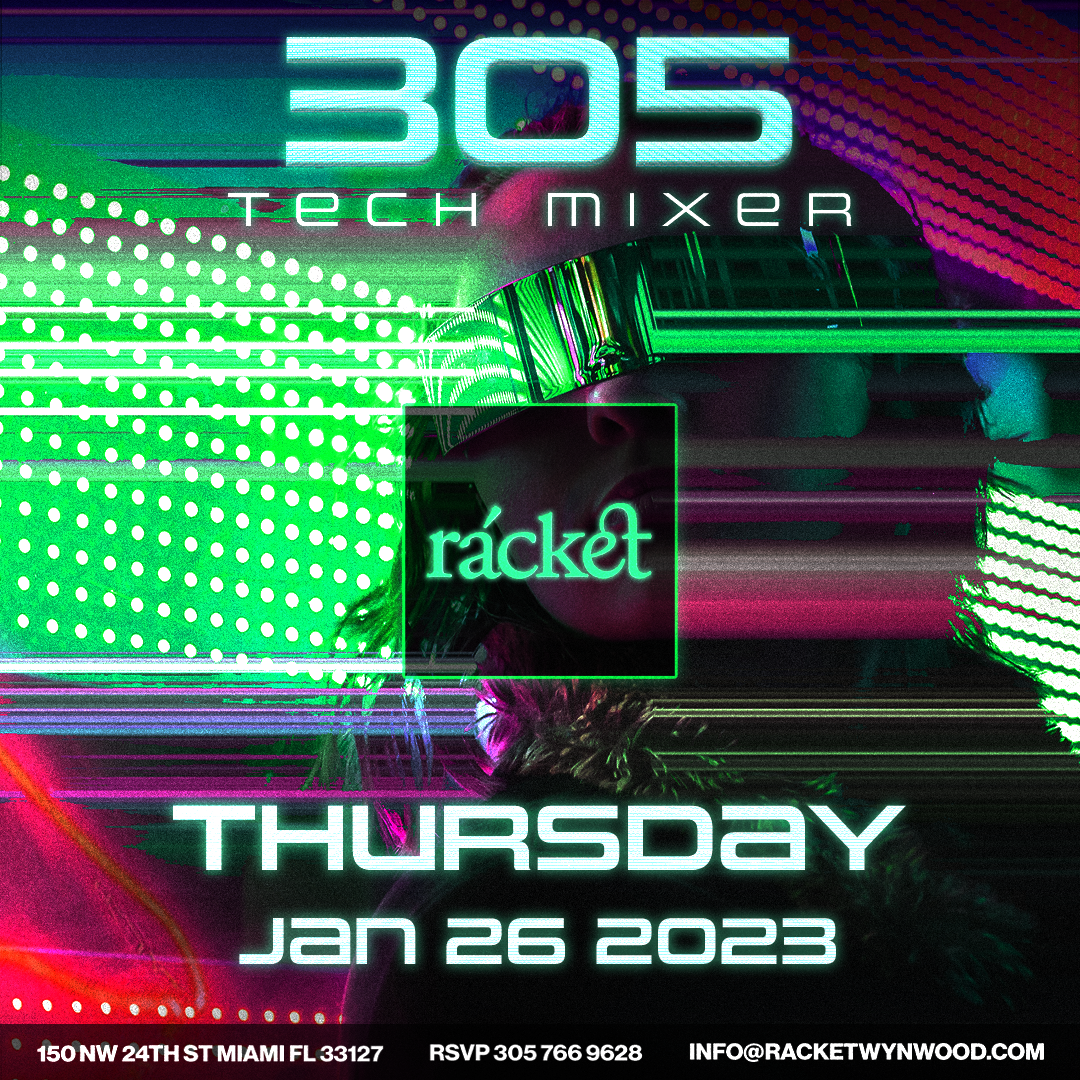 305
TECH MIXER
rácket
THURSDAY
JAN 26 2023
150 NW 24TH ST MIAMI FL 33127 RSVP 305 766 9628 INFO@RACKETWYNWOOD.COM